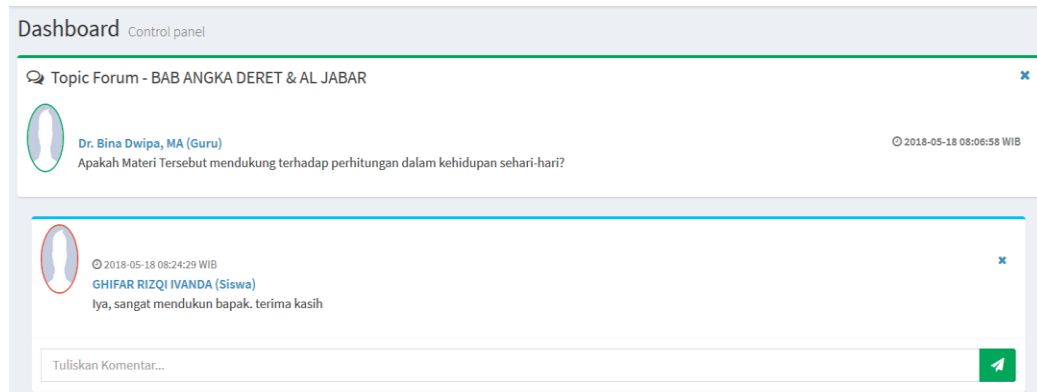 Dashboard Control panel
Topic Forum - BAB ANGKA DERET & AL JABAR
Dr. Bina Dwipa, MA (Guru)
2018-05-18 08:06:58 WIB
Apakah Materi Tersebut mendukung terhadap perhitungan dalam kehidupan sehari-hari?
2018-05-18 08:24:29 WIB
GHIFAR RIZQI IVANDA (Siswa)
Iya, sangat mendukun bapak. terima kasih
Tuliskan Komentar...